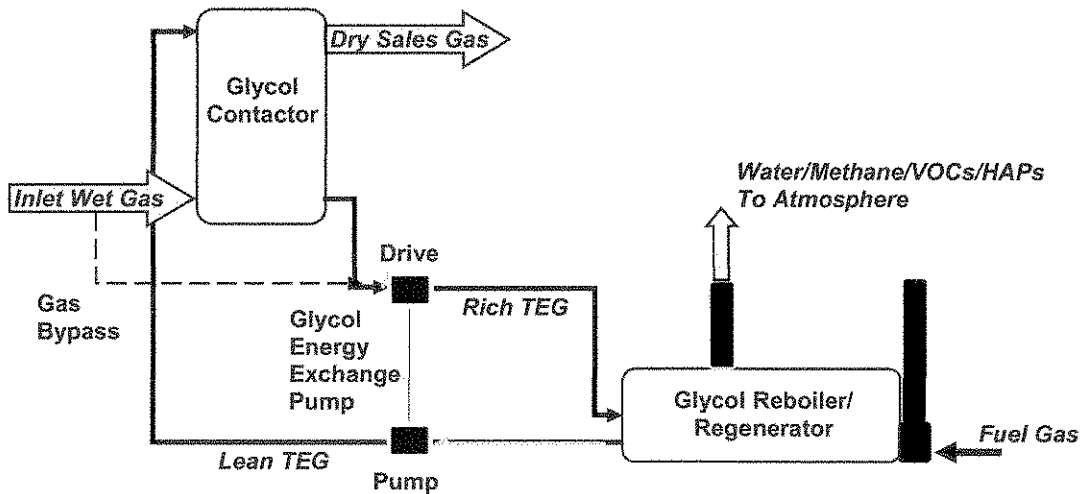 Dry Sales Gas
Glycol
Contactor
Inlet Wet Gas
Water/Methane/VOCs/HAPs
To Atmosphere
Drive
Gas
Bypass
Rich TEG
Glycol
Energy
Exchange
Pump
Glycol Reboiler/
Regenerator
Fuel Gas
Lean TEG
Pump